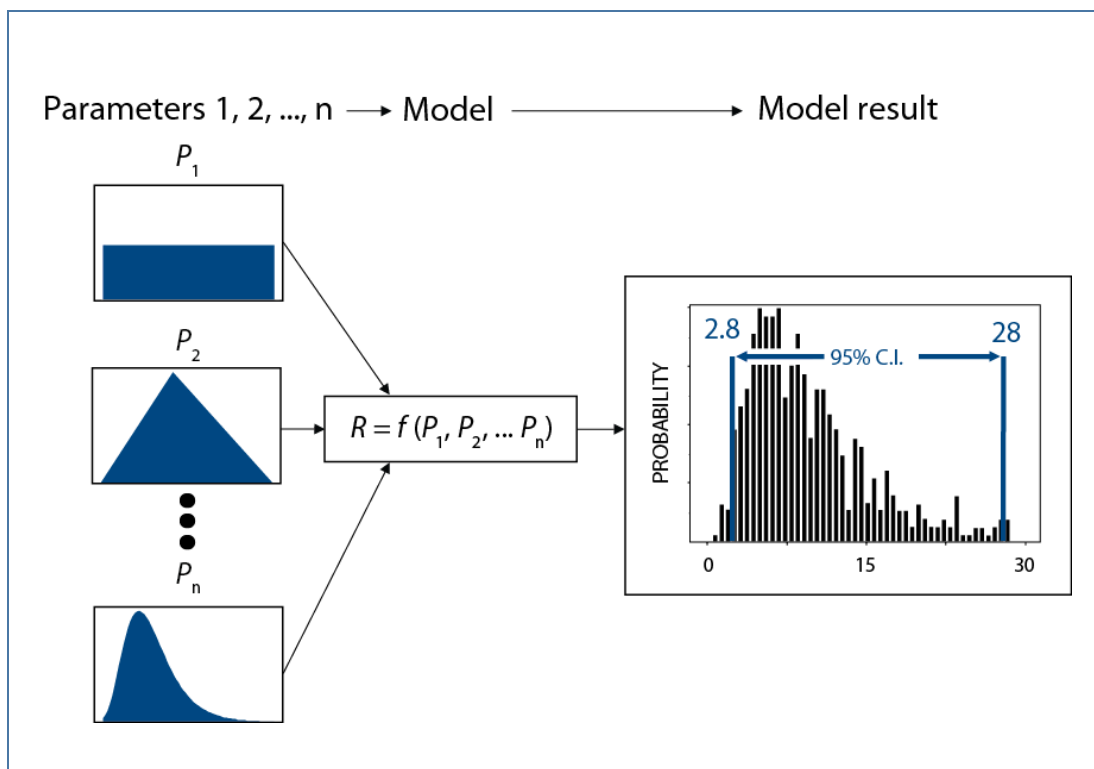 Parameters 1, 2, ..., n Model Model result
P1
P2
Pn
R = f (P1, P2, ... Pn)
2.8
28
95% C.I.
PROBABILITY
0 15 30